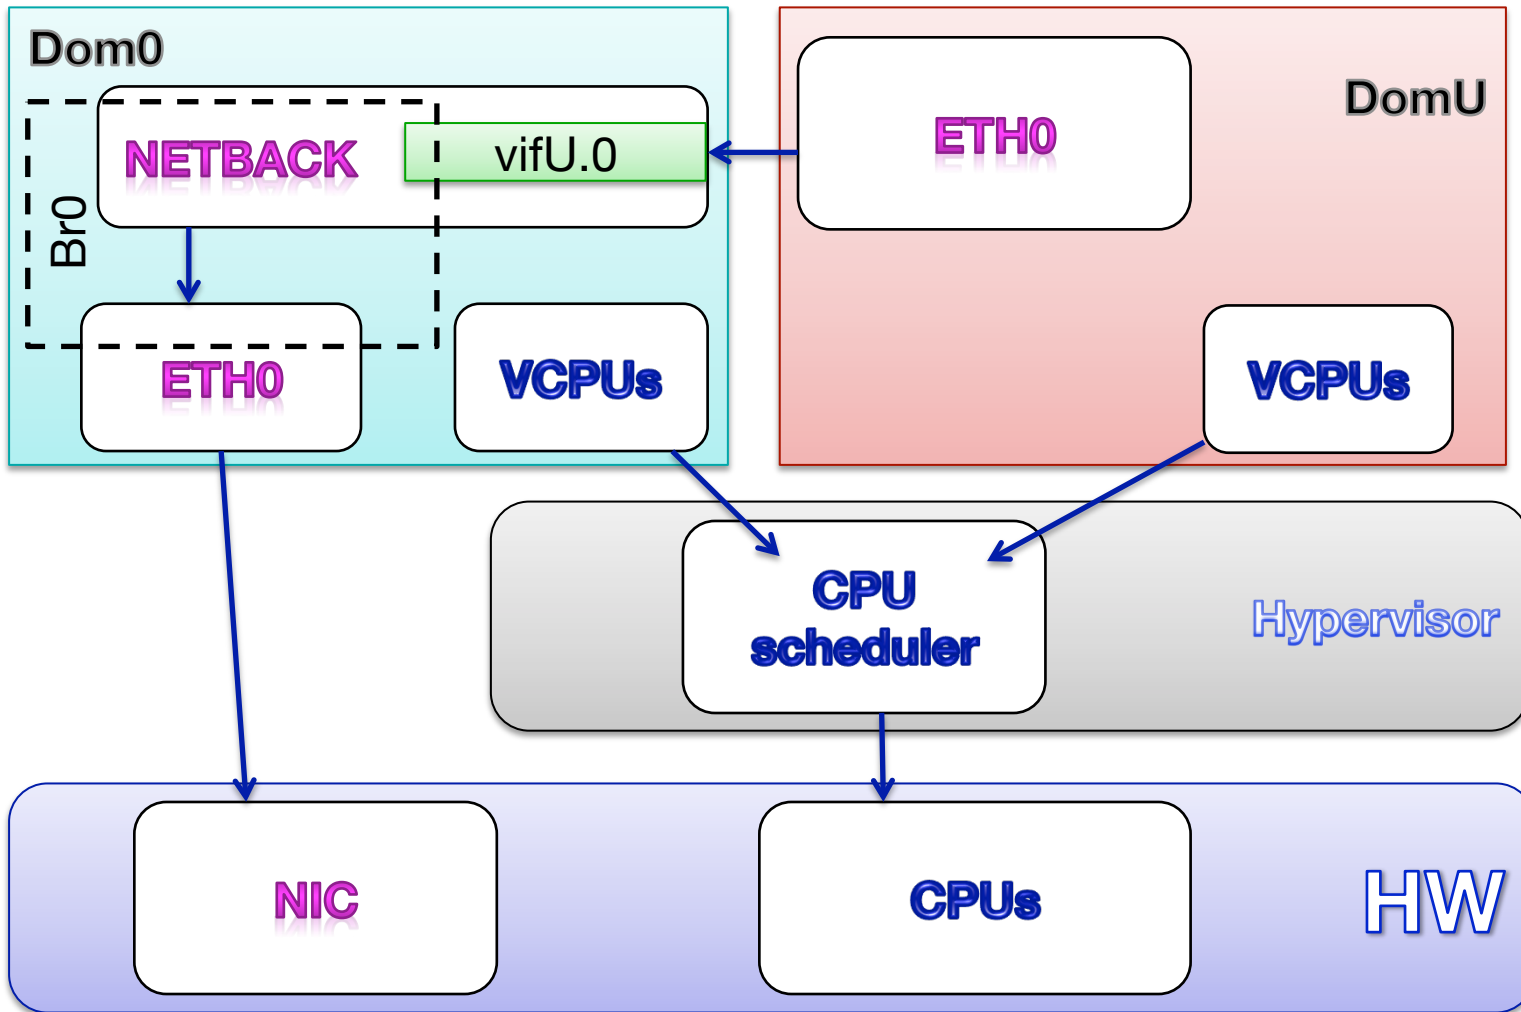 Dom0
DomU
NETBACK
vifU.0
ETH0
Br0
ETH0
VCPUs
VCPUs
CPU
scheduler
Hypervisor
NIC
CPUs
HW